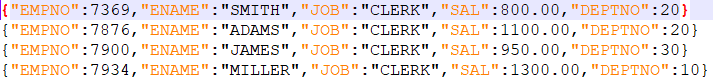 {"EMPNO":7369,"ENAME":"SMITH","JOB":"CLERK","SAL":800.00,"DEPTNO":20}
{"EMPNO":7876,"ENAME":"ADAMS","JOB":"CLERK","SAL":1100.00,"DEPTNO":20}
{"EMPNO":7900,"ENAME":"JAMES","JOB":"CLERK","SAL":950.00,"DEPTNO":30}
{"EMPNO":7934,"ENAME":"MILLER","JOB":"CLERK","SAL":1300.00,"DEPTNO":10}